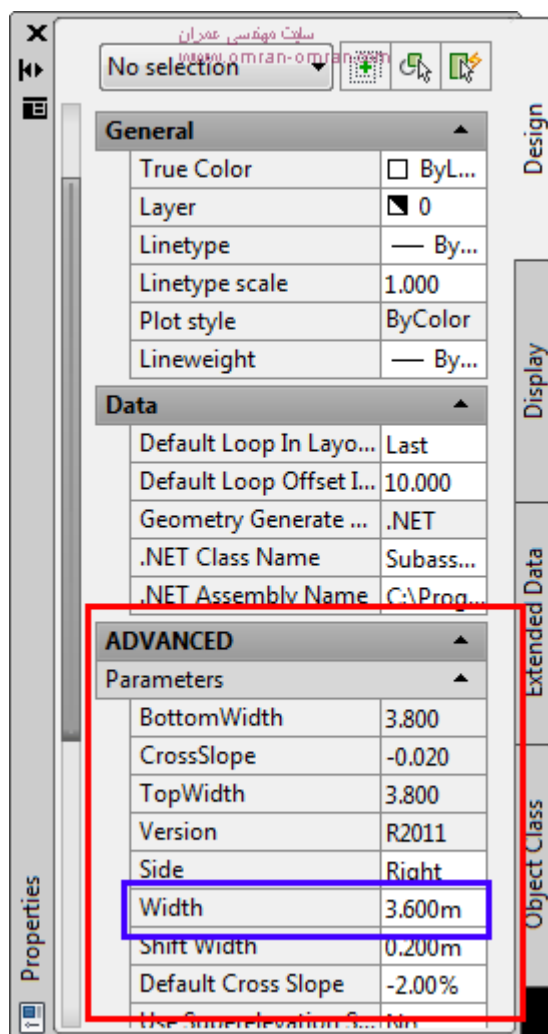 سایت مهندسی عمران
No selection
General
True Color ByL...
Layer 0
Linetype By...
Linetype scale 1.000
Plot style ByColor
Lineweight By...
Data
Default Loop In Layo... Last
Default Loop Offset I... 10.000
Geometry Generate ... .NET
.NET Class Name Subass...
.NET Assembly Name C:\Prog...
ADVANCED
Parameters
BottomWidth 3.800
CrossSlope -0.020
TopWidth 3.800
Version R2011
Side Right
Width 3.600m
Shift Width 0.200m
Default Cross Slope -2.00%
Use Superelevation S... No
Design
Display
Extended Data
Object Class
Properties